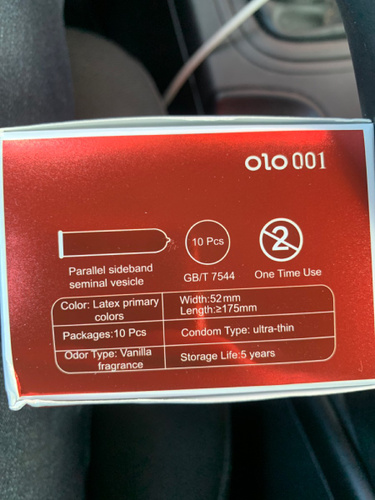 olo 001
10 Pcs
2
Parallel sideband
seminal vesicle
GB/T 7544
One Time Use
Color: Latex primary
colors
Width:52mm
Length:≥175mm
Packages:10 Pcs
Condom Type: ultra-thin
Odor Type: Vanilla
fragrance
Storage Life:5 years